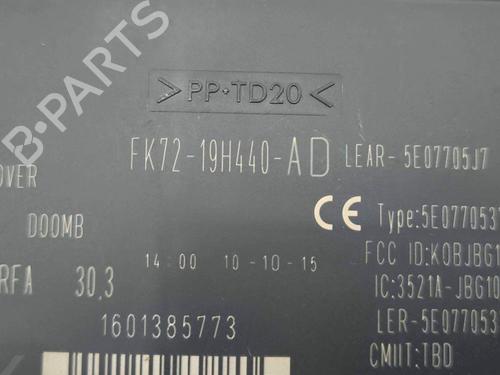 >PP+TD20<
FK72-19H440-AD LEAR-5E07705J7
OVER
CE Type:5E077053
DOOMB
FCC ID:KOBJBG1
14:00 10-10-15
RFA 30,3
IC:3521A-JBG10
1601385773
LER-5E077053
CMIIT:TBD
B-PARTS